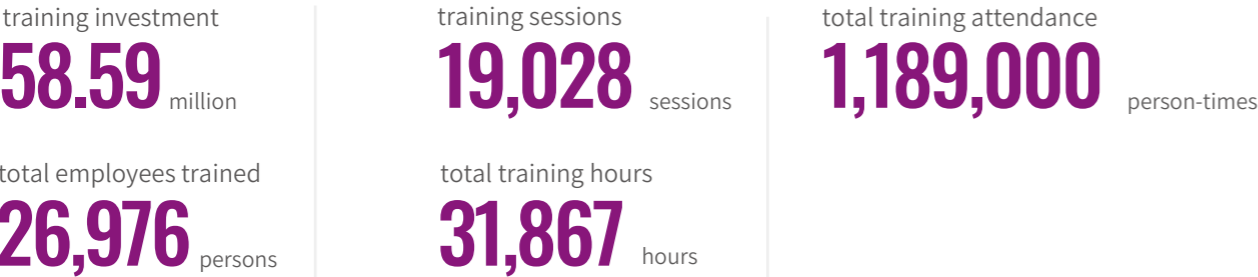 training investment
58.59 million
training sessions
19,028 sessions
total training attendance
1,189,000 person-times
total employees trained
26,976 persons
total training hours
31,867 hours